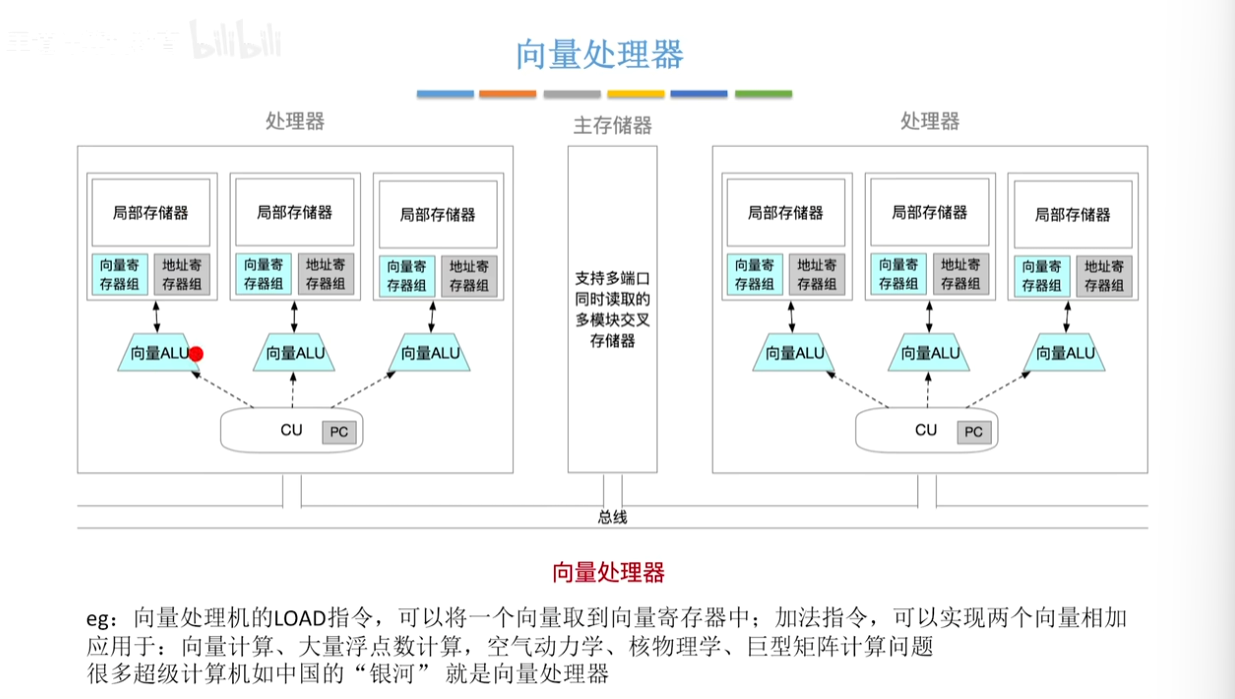 bilibili
向量处理器
处理器
主存储器
处理器
局部存储器
局部存储器
局部存储器
局部存储器
局部存储器
局部存储器
向量寄
存器组
地址寄
存器组
向量寄
存器组
地址寄
存器组
向量寄
存器组
地址寄
存器组
支持多端口
同时读取的
多模块交叉
存储器
向量寄
存器组
地址寄
存器组
向量寄
存器组
地址寄
存器组
向量寄
存器组
地址寄
存器组
向量ALU
向量ALU
向量ALU
向量ALU
向量ALU
向量ALU
CU
PC
CU
PC
总线
向量处理器
eg：向量处理机的LOAD指令，可以将一个向量取到向量寄存器中；加法指令，可以实现两个向量相加
应用于：向量计算、大量浮点数计算，空气动力学、核物理学、巨型矩阵计算问题
很多超级计算机如中国的“银河” 就是向量处理器